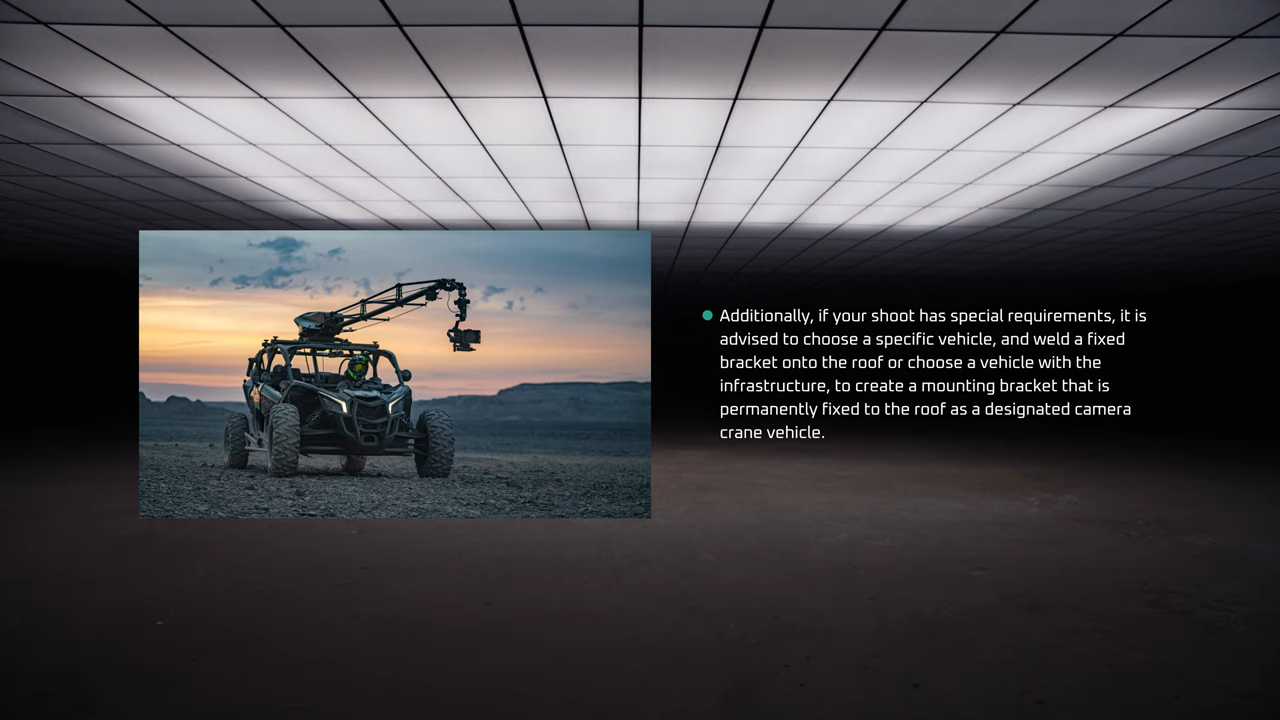 Additionally, if your shoot has special requirements, it is
advised to choose a specific vehicle, and weld a fixed
bracket onto the roof or choose a vehicle with the
infrastructure, to create a mounting bracket that is
permanently fixed to the roof as a designated camera
crane vehicle.